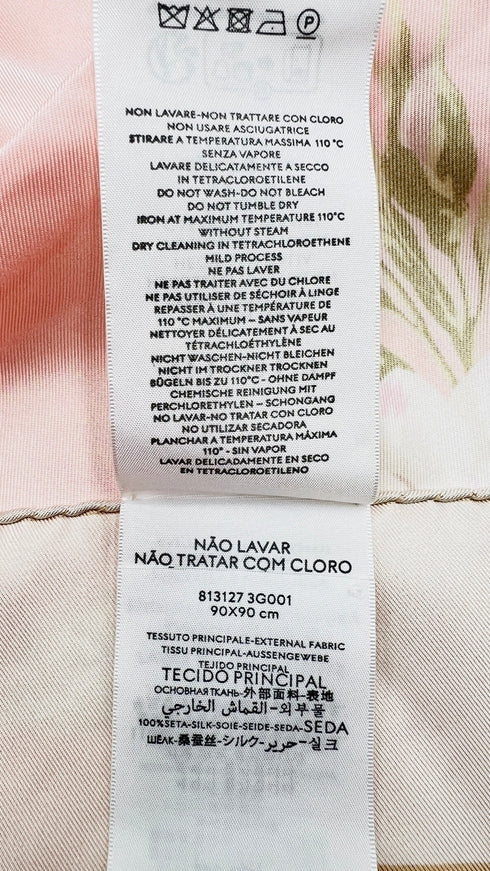 P
NON LAVARE-NON TRATTARE CON CLORO
NON USARE ASCIUGATRICE
STIRARE A TEMPERATURA MASSIMA 110 °C
SENZA VAPORE
LAVARE DELICATAMENTE A SECCO
IN TETRACLOROETILENE
DO NOT WASH-DO NOT BLEACH
DO NOT TUMBLE DRY
IRON AT MAXIMUM TEMPERATURE 110°C
WITHOUT STEAM
DRY CLEANING IN TETRACHLOROETHENE
MILD PROCESS
NE PAS LAVER
NE PAS TRAITER AVEC DU CHLORE
NE PAS UTILISER DE SÉCHOIR À LINGE
REPASSER À UNE TEMPÉRATURE DE
110 °C MAXIMUM – SANS VAPEUR
NETTOYER DÉLICATEMENT À SEC AU
TÉTRACHLOÉTHYLÈNE
NICHT WASCHEN-NICHT BLEICHEN
NICHT IM TROCKNER TROCKNEN
BÜGELN BIS ZU 110°C - OHNE DAMPF
CHEMISCHE REINIGUNG MIT
PERCHLORETHYLEN – SCHONGANG
NO LAVAR-NO TRATAR CON CLORO
NO UTILIZAR SECADORA
PLANCHAR A TEMPERATURA MÁXIMA
110° - SIN VAPOR
LAVAR DELICADAMENTE EN SECO
EN TETRACLOROETILENO
NÃO LAVAR
NÃO TRATAR COM CLORO
813127 3G001
90X90 cm
TESSUTO PRINCIPALE-EXTERNAL FABRIC
TISSU PRINCIPAL-AUSSENGEWEBE
TEJIDO PRINCIPAL
TECIDO PRINCIPAL
ОСНОВНАЯ ТКАНЬ-外部面料-表地
القماش الخارجي-외부물
100%SETA-SILK-SOIE-SEIDE-SEDA-SEDA
ШЕЛК-桑蚕丝-シルク-حرير-실크